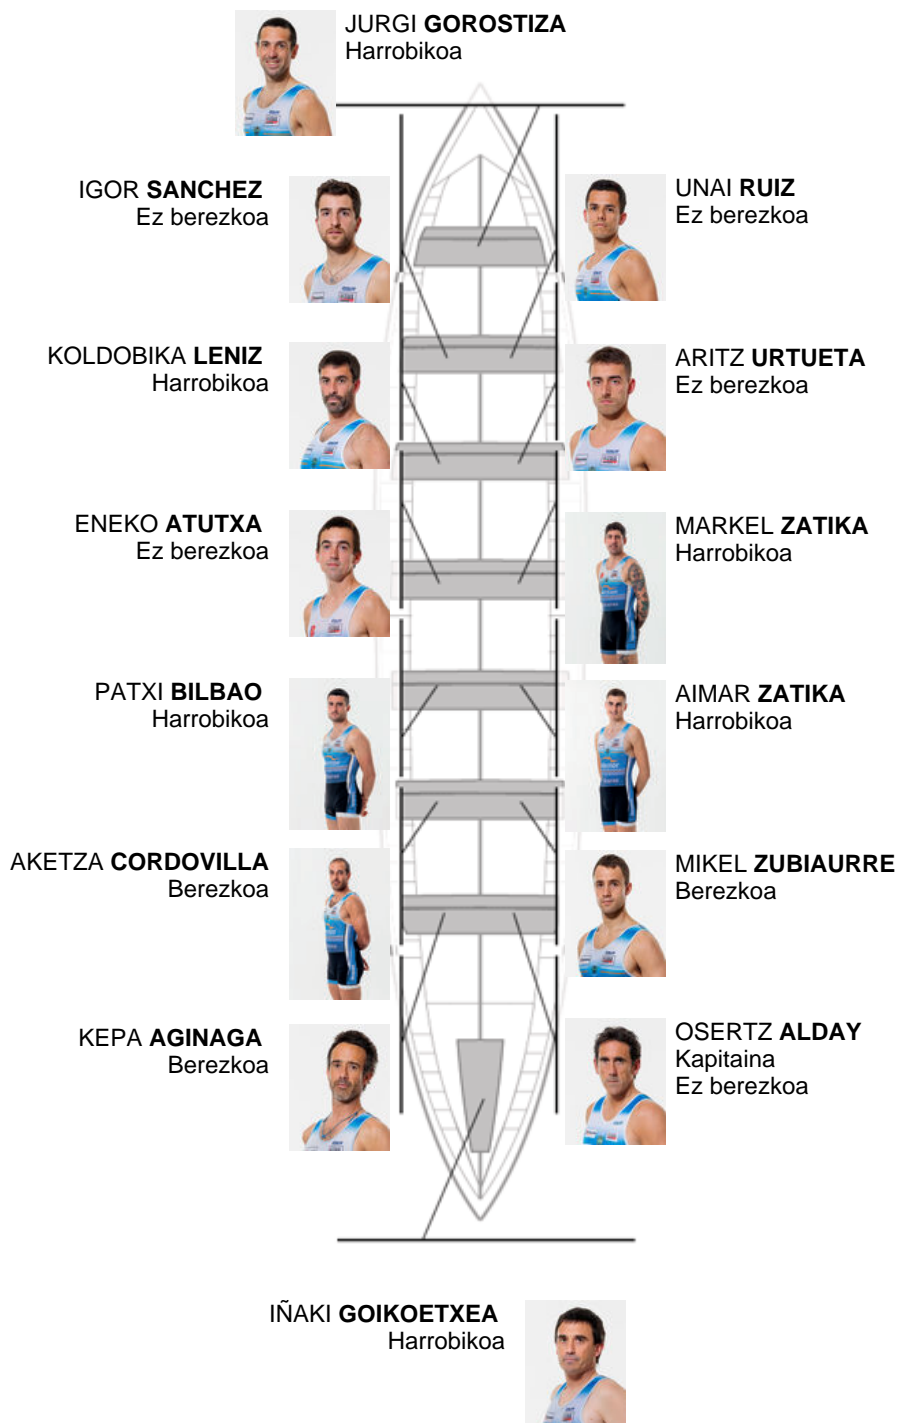 JURGI GOROSTIZA
Harrobikoa
IGOR SANCHEZ
Ez berezkoa
UNAI RUIZ
Ez berezkoa
KOLDOBIKA LENIZ
Harrobikoa
ARITZ URTUETA
Ez berezkoa
ENEKO ATUTXA
Ez berezkoa
MARKEL ZATIKA
Harrobikoa
PATXI BILBAO
Harrobikoa
AIMAR ZATIKA
Harrobikoa
AKETZA CORDOVILLA
Berezkoa
MIKEL ZUBIAURRE
Berezkoa
KEPA AGINAGA
Berezkoa
OSERTZ ALDAY
Kapitaina
Ez berezkoa
IÑAKI GOIKOETXEA
Harrobikoa